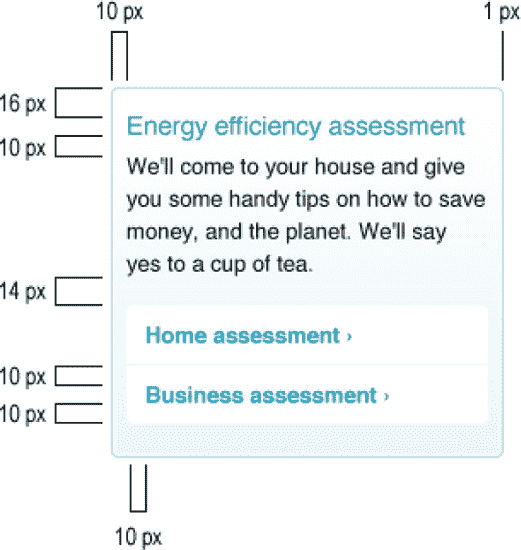 10 px
1 px
16 px
Energy efficiency assessment
10 px
We'll come to your house and give
you some handy tips on how to save
money, and the planet. We'll say
yes to a cup of tea.
14 px
Home assessment ›
10 px
Business assessment ›
10 px
10 px